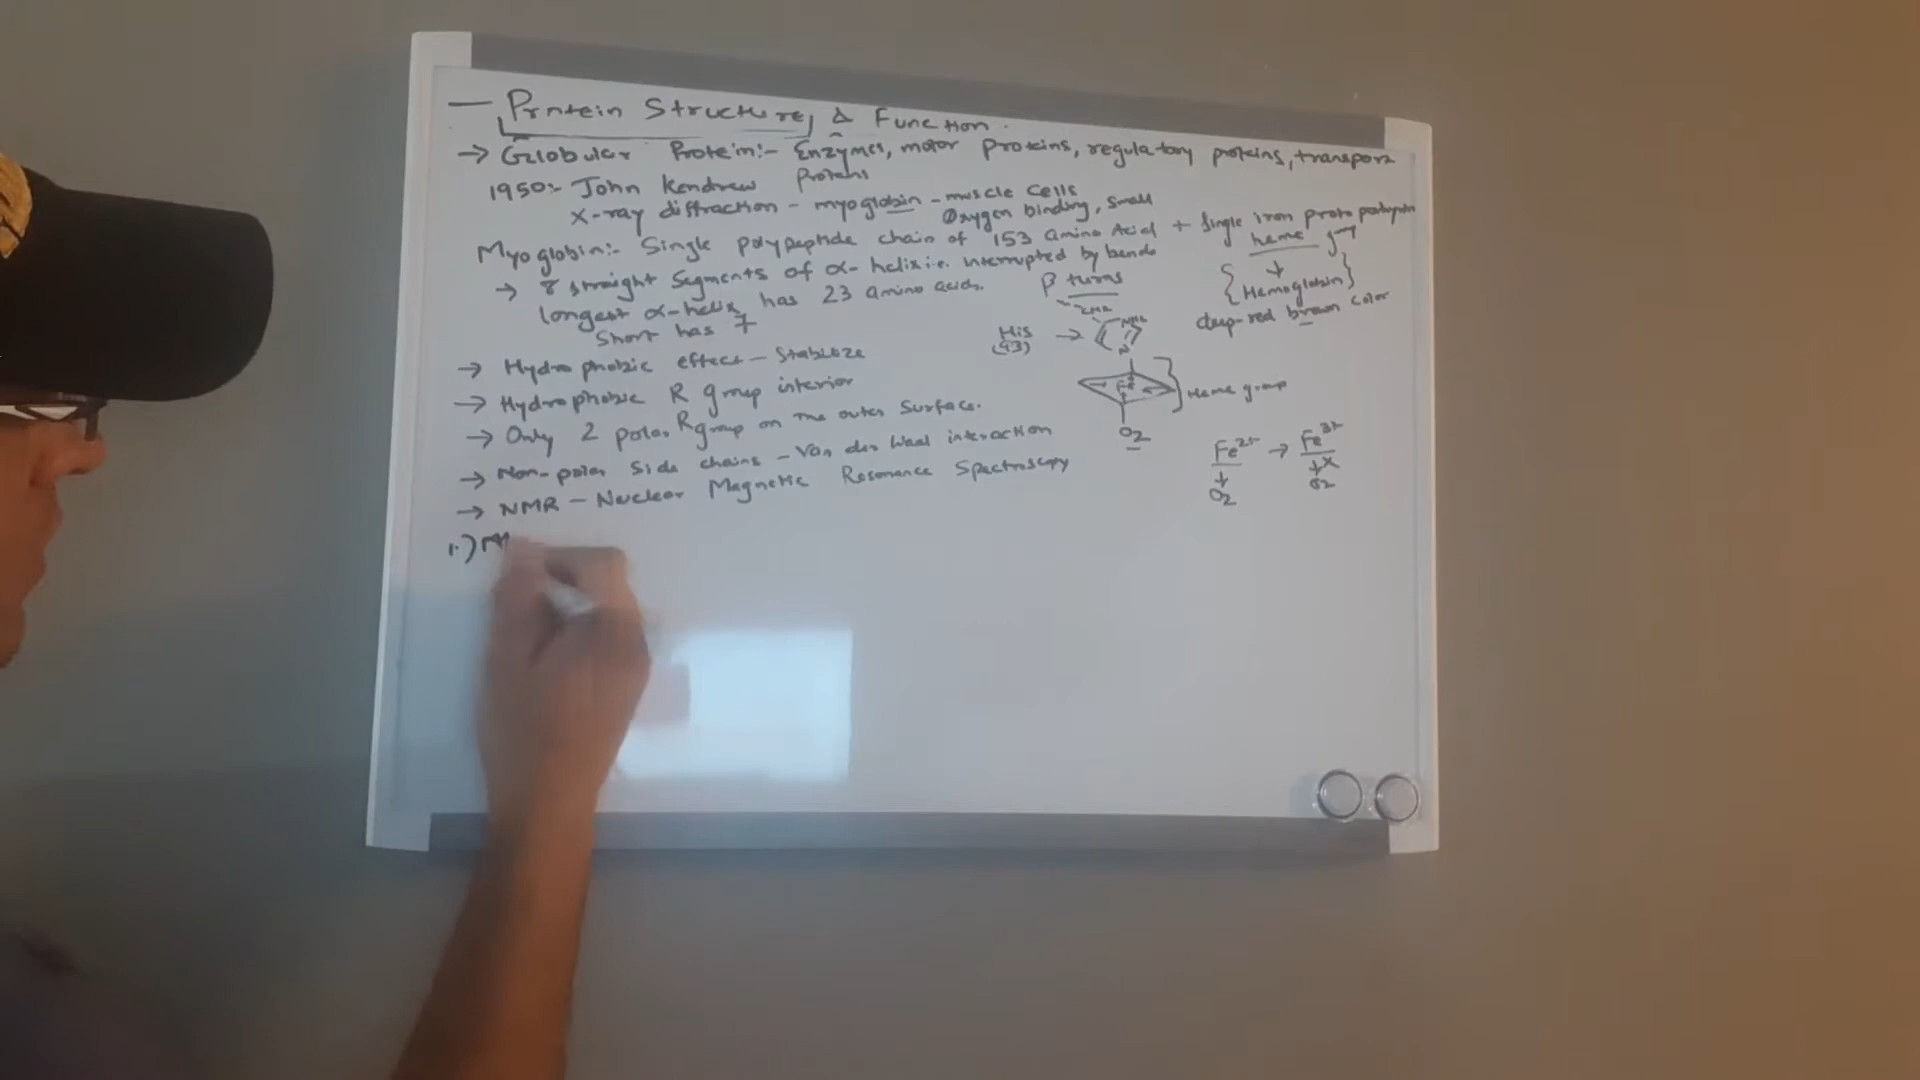 — Protein Structure & Function.
→ Globular Protein:- Enzymes, motor proteins, regulatory proteins, transport
Proteins
1950:- John Kendrew
X-ray diffraction - myoglobin - muscle cells
Oxygen binding, small
Myoglobin:- Single polypeptide chain of 153 amino Acid + Single iron
heme group
→ 8 straight segments of α-helix i.e. interrupted by bends
β turns
longest α-helix has 23 amino acids.
Short has 7
↓
{Hemoglobin}
deep-red brown color
→ Hydrophobic effect - Stabilize
→ Hydrophobic R group interior
→ Only 2 polar R group on the outer surface.
→ Non-polar side chains - Van der Waal interaction
→ NMR - Nuclear Magnetic Resonance Spectroscopy
1.)
His →
(93)
N
Fe
Heme group
O2
Fe2+ → Fe3+
↓ ↓x
O2 O2